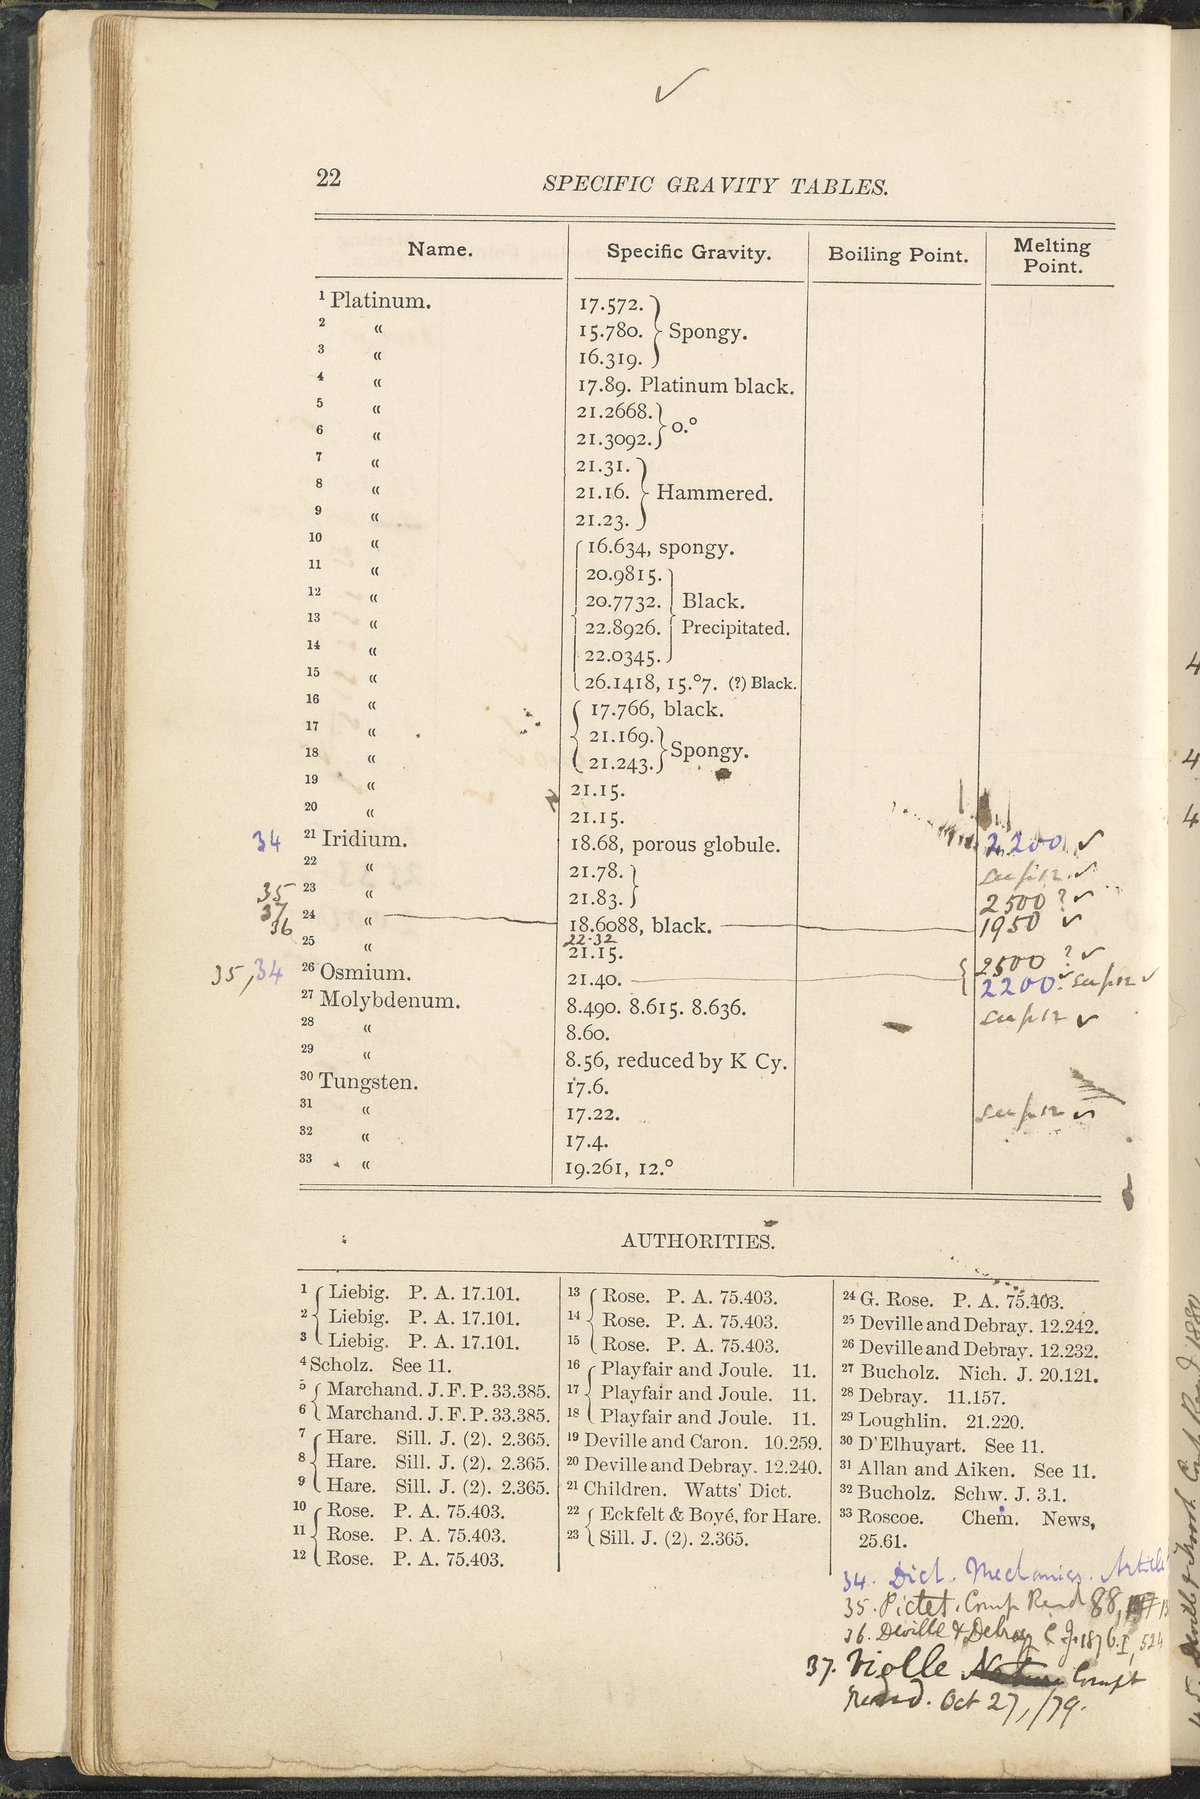 22 SPECIFIC GRAVITY TABLES.
Name. Specific Gravity. Boiling Point. Melting Point.
1 Platinum. 17.572.
2 “ 15.780. Spongy.
3 “ 16.319.
4 “ 17.89. Platinum black.
5 “ 21.2668.
6 “ 21.3092. 0.°
7 “ 21.31.
8 “ 21.16. Hammered.
9 “ 21.23.
10 “ 16.634, spongy.
11 “ 20.9815.
12 “ 20.7732. Black.
13 “ 22.8926. Precipitated.
14 “ 22.0345.
15 “ 26.1418, 15.°7. (?) Black.
16 “ 17.766, black.
17 “ 21.169.
18 “ 21.243. Spongy.
19 “ 21.15.
20 “ 21.15.
34 21 Iridium. 18.68, porous globule. 2200 ✓
22 “ 21.78. see p 12 ✓
35 23 “ 21.83. 2500 ? ✓
37 36 24 “ 18.6088, black. 1950 ✓
22.32
25 “ 21.15.
2500 ? ✓
35, 34 26 Osmium. 21.40. 2200 ✓ see p 12 ✓
27 Molybdenum. 8.490. 8.615. 8.636. see p 12 ✓
28 “ 8.60.
29 “ 8.56, reduced by K Cy.
30 Tungsten. 17.6.
31 “ 17.22. see p 12 ✓
32 “ 17.4.
33 “ 19.261, 12.°
AUTHORITIES.
1 Liebig. P. A. 17.101.
2 Liebig. P. A. 17.101.
3 Liebig. P. A. 17.101.
4 Scholz. See 11.
5 Marchand. J. F. P. 33.385.
6 Marchand. J. F. P. 33.385.
7 Hare. Sill. J. (2). 2.365.
8 Hare. Sill. J. (2). 2.365.
9 Hare. Sill. J. (2). 2.365.
10 Rose. P. A. 75.403.
11 Rose. P. A. 75.403.
12 Rose. P. A. 75.403.
13 Rose. P. A. 75.403.
14 Rose. P. A. 75.403.
15 Rose. P. A. 75.403.
16 Playfair and Joule. 11.
17 Playfair and Joule. 11.
18 Playfair and Joule. 11.
19 Deville and Caron. 10.259.
20 Deville and Debray. 12.240.
21 Children. Watts' Dict.
22 Eckfelt & Boyé, for Hare.
23 Sill. J. (2). 2.365.
24 G. Rose. P. A. 75.403.
25 Deville and Debray. 12.242.
26 Deville and Debray. 12.232.
27 Bucholz. Nich. J. 20.121.
28 Debray. 11.157.
29 Loughlin. 21.220.
30 D'Elhuyart. See 11.
31 Allan and Aiken. See 11.
32 Bucholz. Schw. J. 3.1.
33 Roscoe. Chem. News, 25.61.
34. Dict. Mechanics. Article
35. Pictet. Comp Rend 88,
36. Deville & Debray C. J. 1876. I, 524
37. Violle Compt
Rend. Oct 27, /79.